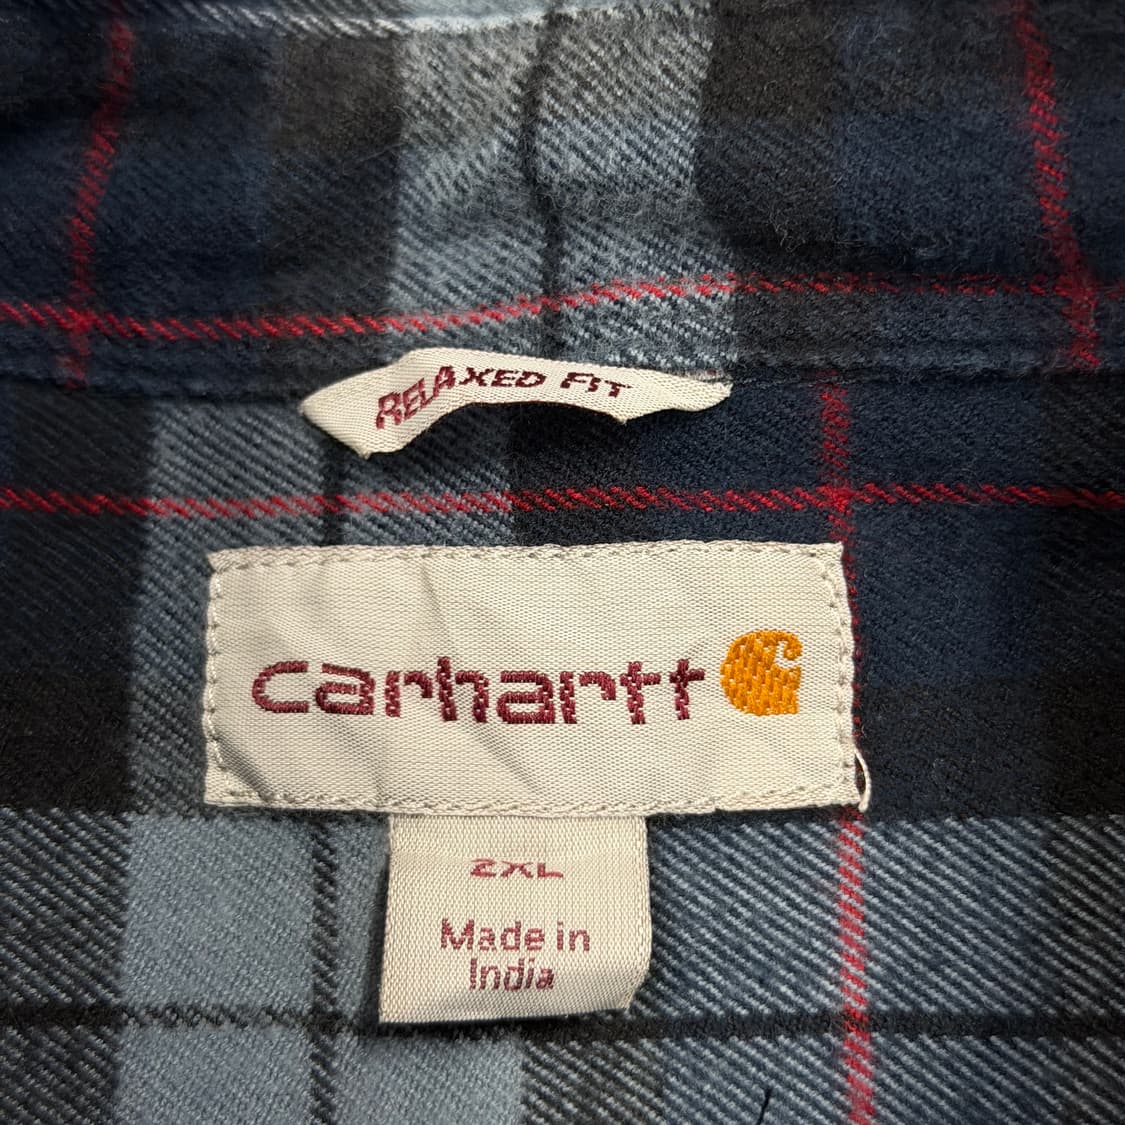 RELAXED FIT
carhartt
2XL
Made in
India